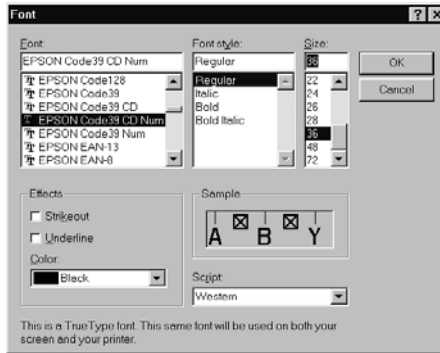 Font
Font:
EPSON Code39 CD Num
EPSON Code128
EPSON Code39
EPSON Code39 CD
EPSON Code39 CD Num
EPSON Code39 Num
EPSON EAN-13
EPSON EAN-8
Font style:
Regular
Regular
Italic
Bold
Bold Italic
Size:
36
22
24
26
28
36
48
72
OK
Cancel
Effects
Strikeout
Underline
Color:
Black
Sample
A B Y
Script:
Western
This is a TrueType font. This same font will be used on both your
screen and your printer.